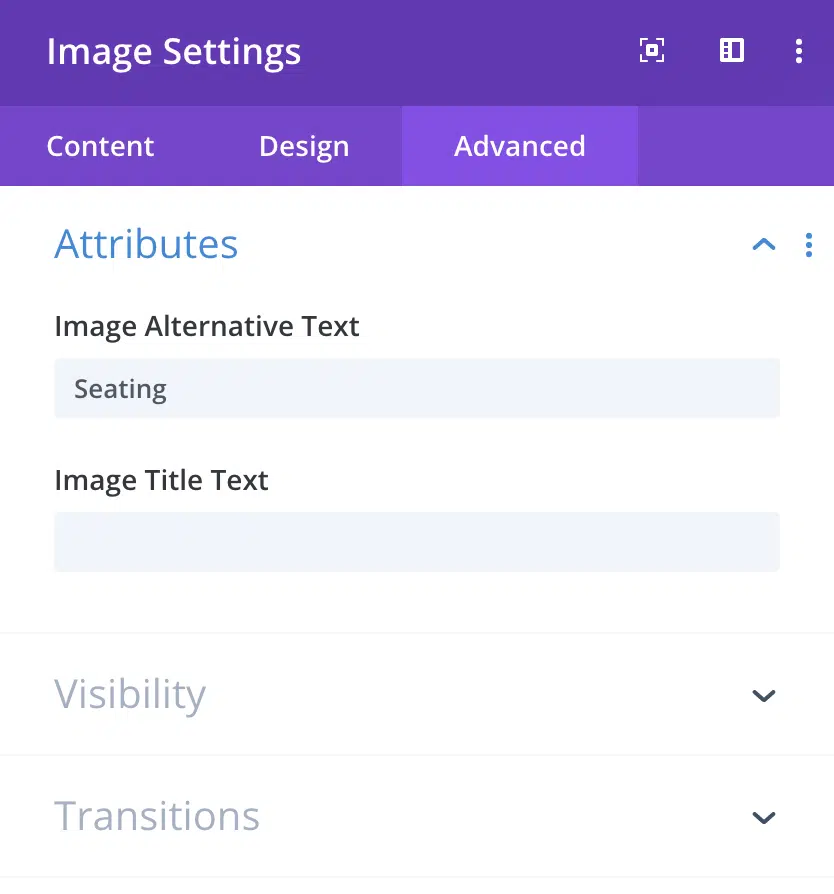 Image Settings
Content Design Advanced
Attributes
Image Alternative Text
Seating
Image Title Text
Visibility
Transitions